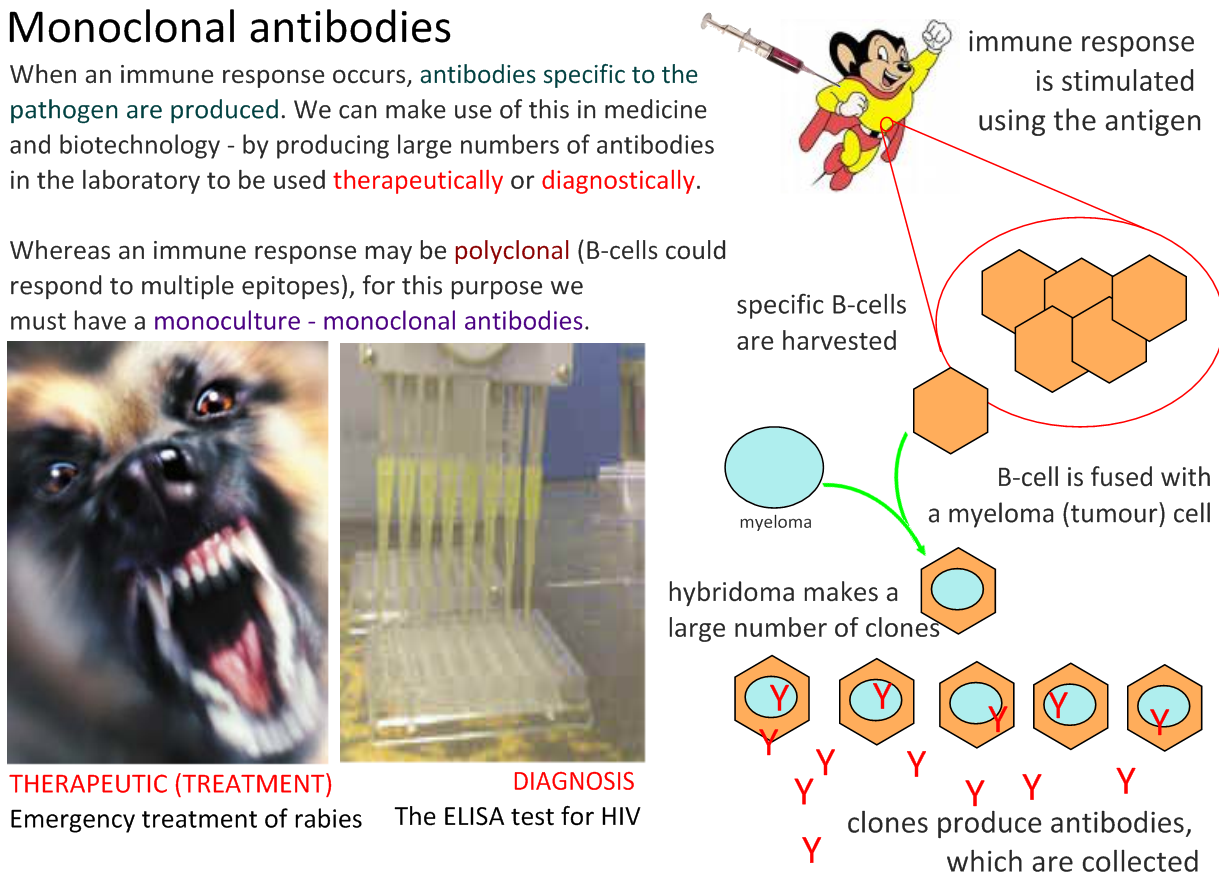 Monoclonal antibodies
When an immune response occurs, antibodies specific to the
pathogen are produced. We can make use of this in medicine
and biotechnology - by producing large numbers of antibodies
in the laboratory to be used therapeutically or diagnostically.
Whereas an immune response may be polyclonal (B-cells could
respond to multiple epitopes), for this purpose we
must have a monoculture - monoclonal antibodies.
THERAPEUTIC (TREATMENT)
Emergency treatment of rabies
DIAGNOSIS
The ELISA test for HIV
immune response
is stimulated
using the antigen
specific B-cells
are harvested
myeloma
B-cell is fused with
a myeloma (tumour) cell
hybridoma makes a
large number of clones
clones produce antibodies,
which are collected